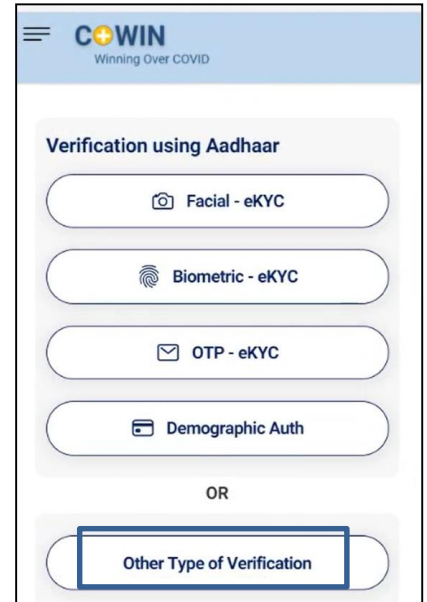 COWIN
Winning Over COVID
Verification using Aadhaar
Facial - eKYC
Biometric - eKYC
OTP - eKYC
Demographic Auth
OR
Other Type of Verification